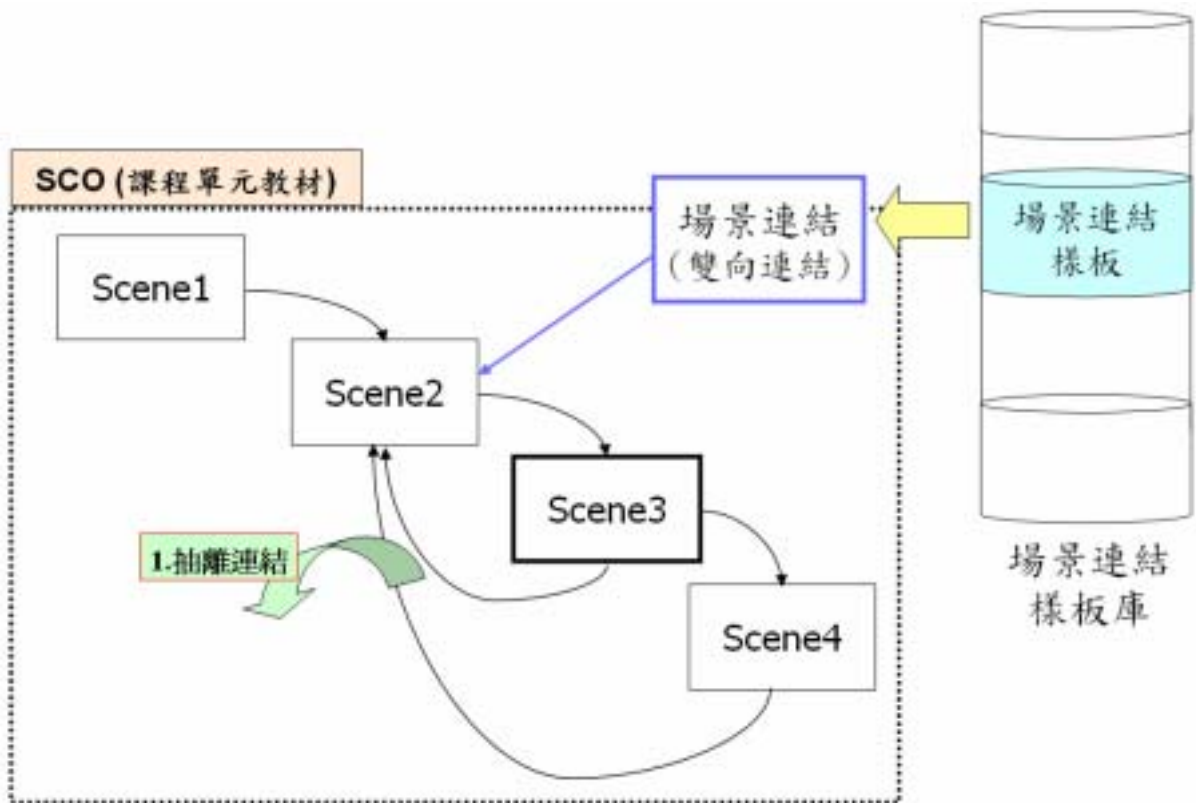 SCO (課程單元教材)
場景連結
(雙向連結)
場景連結
樣板
Scene1
Scene2
Scene3
1.抽離連結
Scene4
場景連結
樣板庫